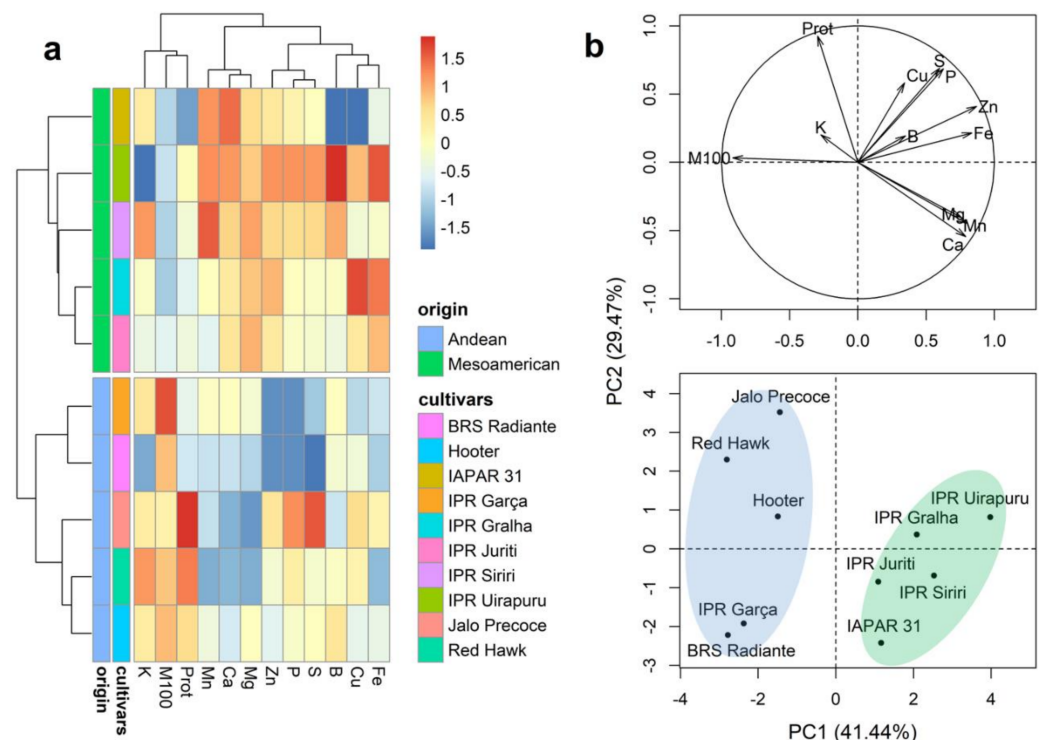 a
1.5
1
0.5
0
-0.5
-1
-1.5
origin
Andean
Mesoamerican
cultivars
BRS Radiante
Hooter
IAPAR 31
IPR Garça
IPR Gralha
IPR Juriti
IPR Siriri
IPR Uirapuru
Jalo Precoce
Red Hawk
origin
cultivars
K
M100
Prot
Mn
Ca
Mg
Zn
P
S
B
Cu
Fe
b
1.0
0.5
0.0
-0.5
-1.0
Prot
S
P
Cu
Zn
K
B
Fe
M100
Mg
Mn
Ca
-1.0 -0.5 0.0 0.5 1.0
PC2 (29.47%)
4
3
2
1
0
-1
-2
-3
Jalo Precoce
Red Hawk
Hooter
IPR Uirapuru
IPR Gralha
IPR Juriti
IPR Siriri
IPR Garça
IAPAR 31
BRS Radiante
-4 -2 0 2 4
PC1 (41.44%)